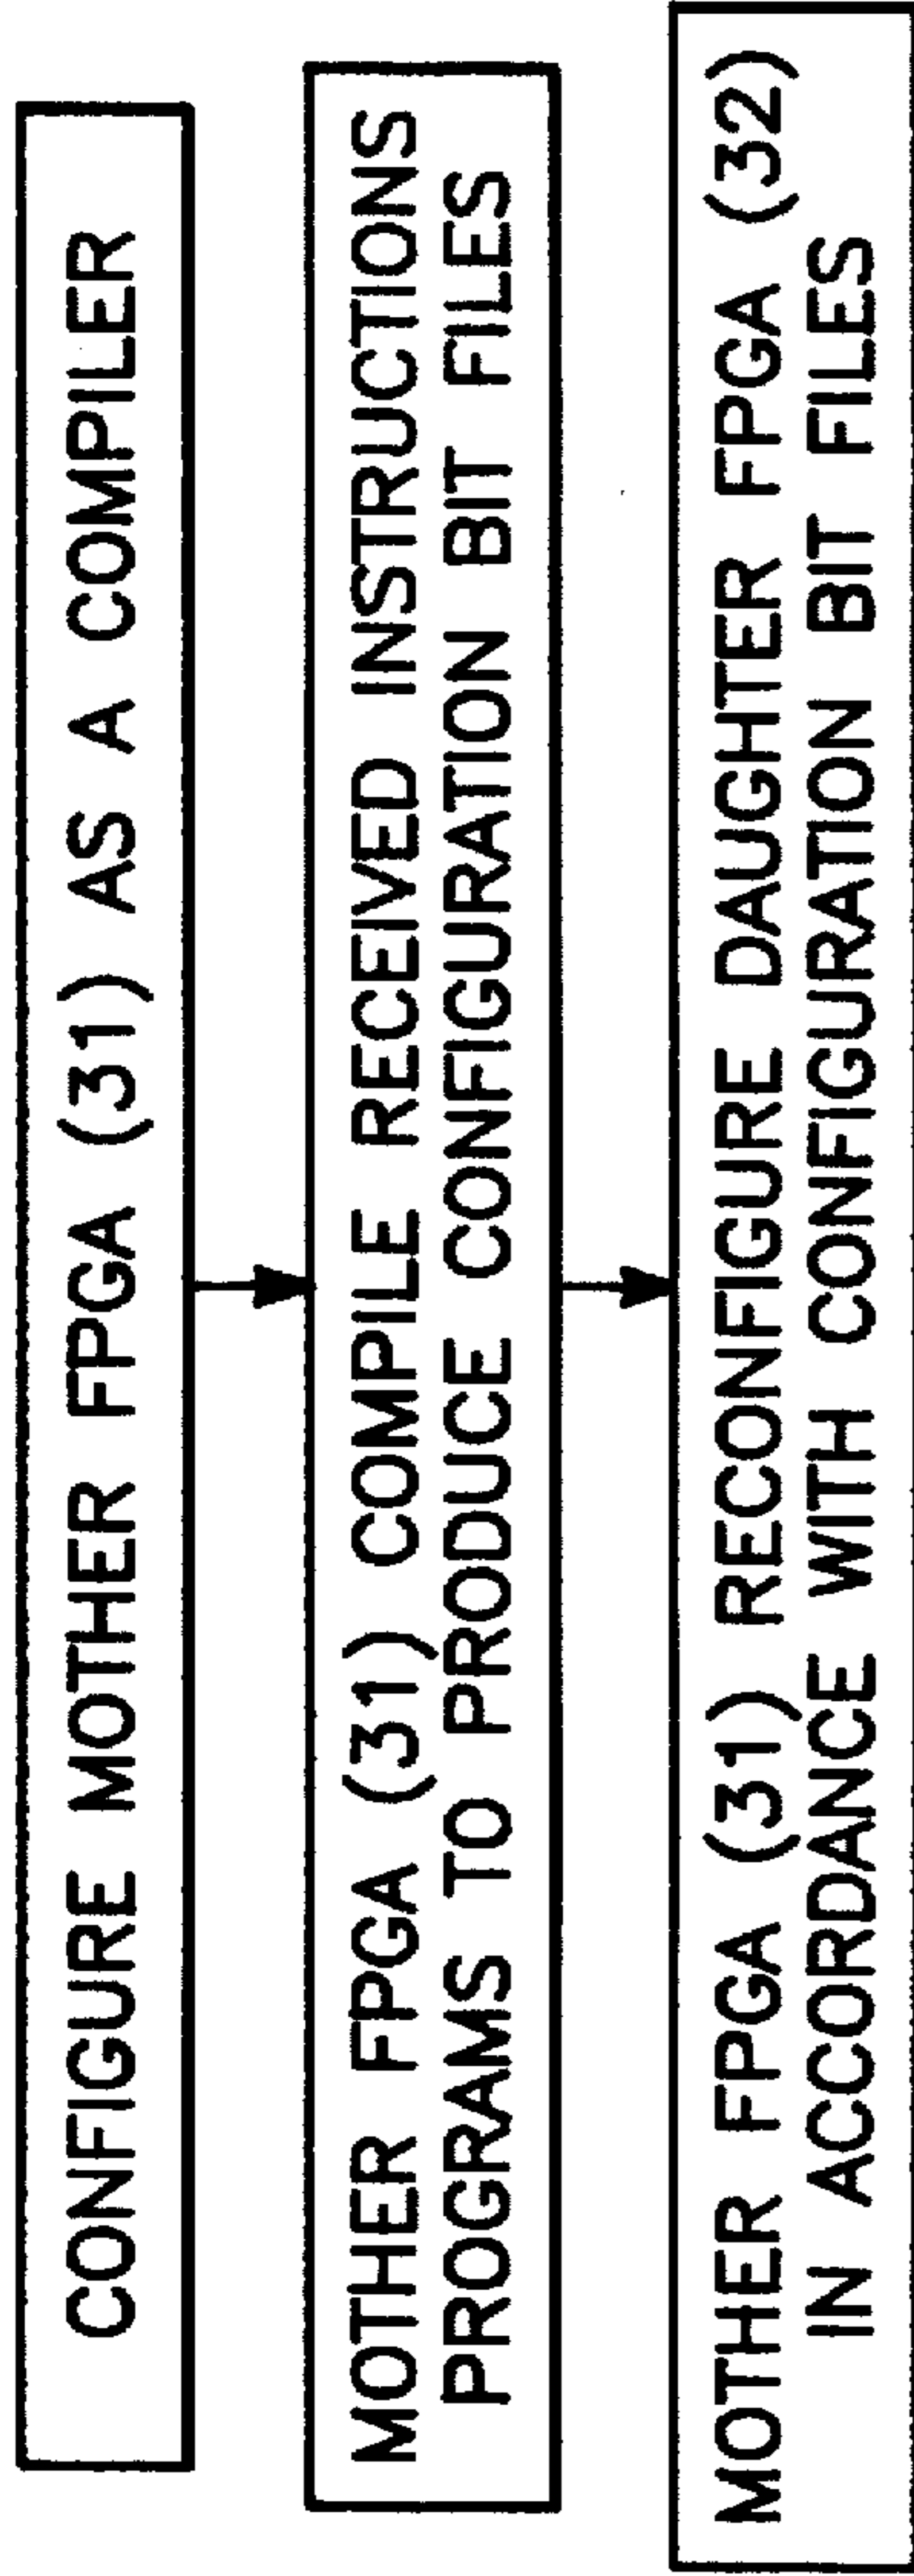 CONFIGURE MOTHER FPGA (31) AS A COMPILER
MOTHER FPGA (31) COMPILE RECEIVED INSTRUCTIONS
PROGRAMS TO PRODUCE CONFIGURATION BIT FILES
MOTHER FPGA (31) RECONFIGURE DAUGHTER FPGA (32)
IN ACCORDANCE WITH CONFIGURATION BIT FILES